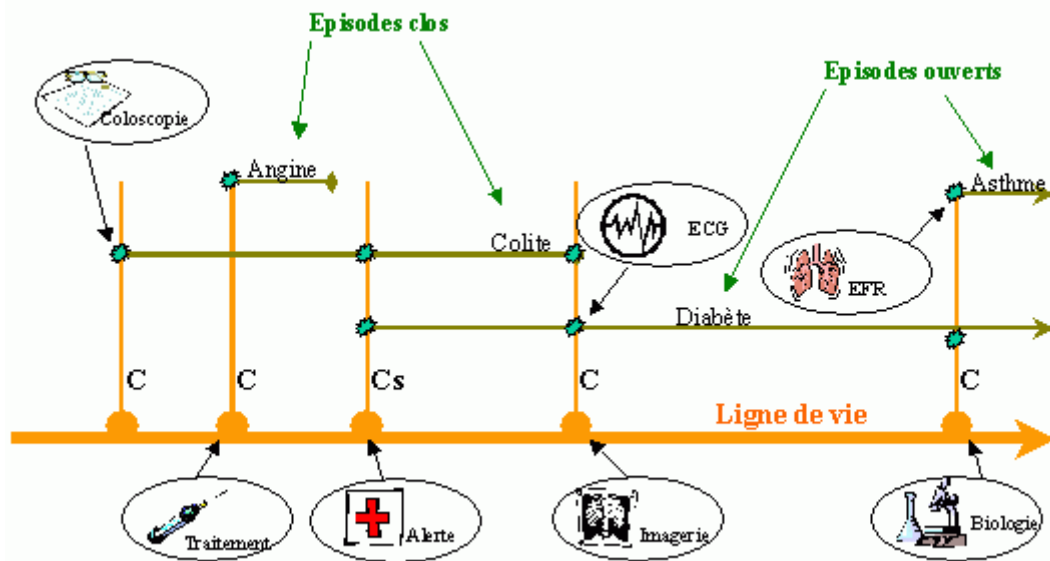 Episodes clos
Episodes ouverts
Coloscopie
Angine
Asthme
Colite
ECG
EFR
Diabète
C
C
Cs
C
C
Ligne de vie
Traitement
Alerte
Imagerie
Biologie